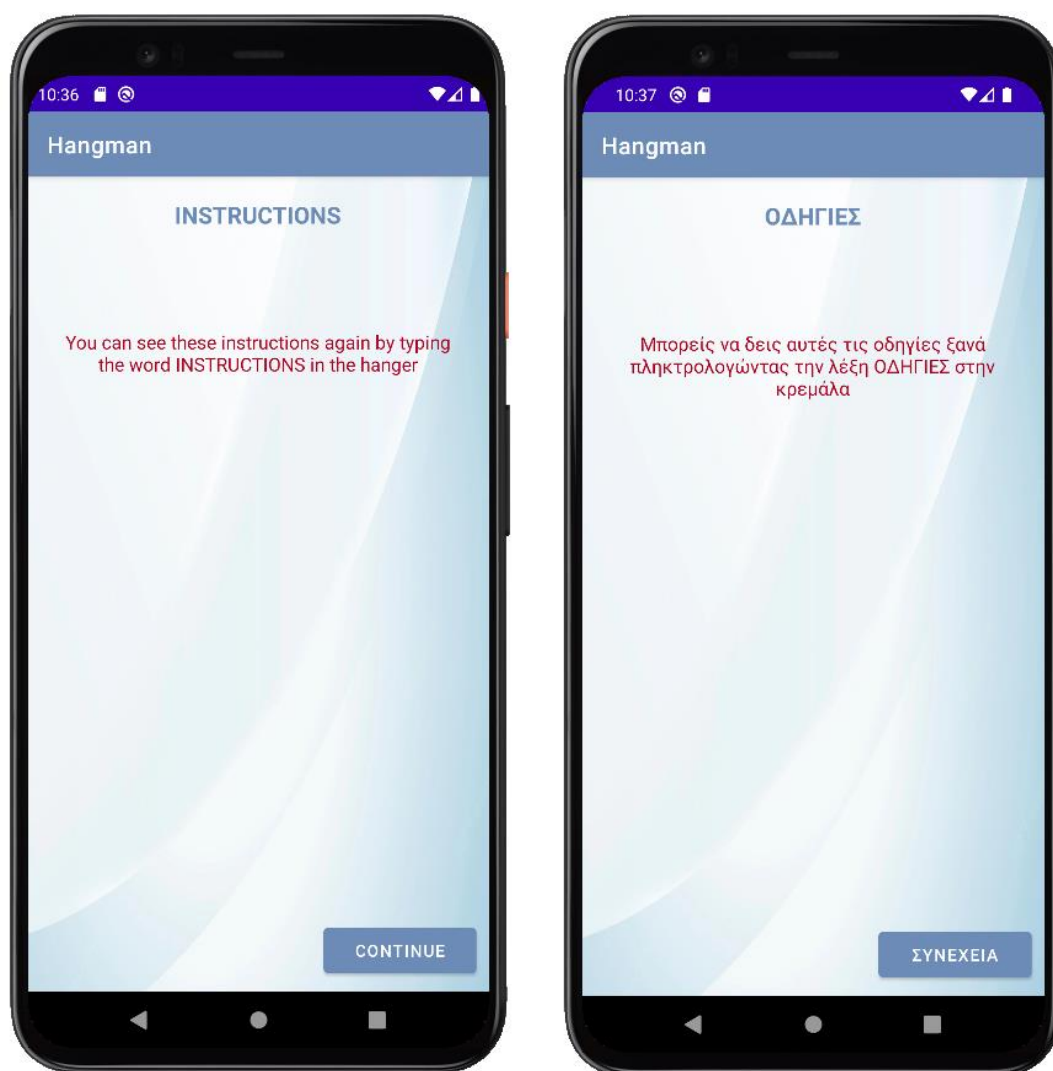 10:36
Hangman
INSTRUCTIONS
You can see these instructions again by typing
the word INSTRUCTIONS in the hanger
CONTINUE
10:37
Hangman
ΟΔΗΓΙΕΣ
Μπορείς να δεις αυτές τις οδηγίες ξανά
πληκτρολογώντας την λέξη ΟΔΗΓΙΕΣ στην
κρεμάλα
ΣΥΝΕΧΕΙΑ